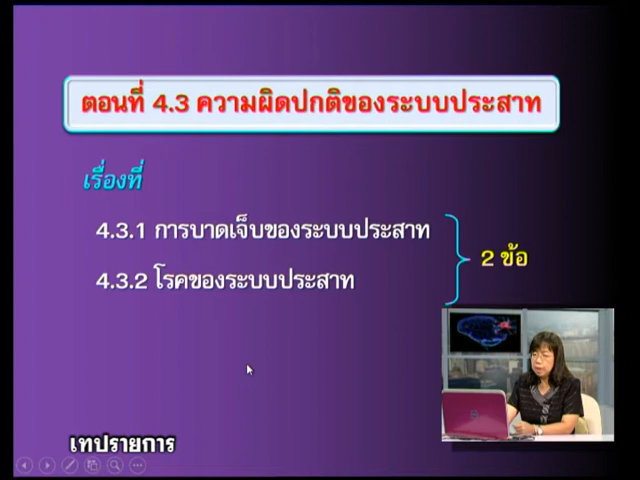 ตอนที่ 4.3 ความผิดปกติของระบบประสาท
เรื่องที่
4.3.1 การบาดเจ็บของระบบประสาท
4.3.2 โรคของระบบประสาท
2 ข้อ
เทปรายการ